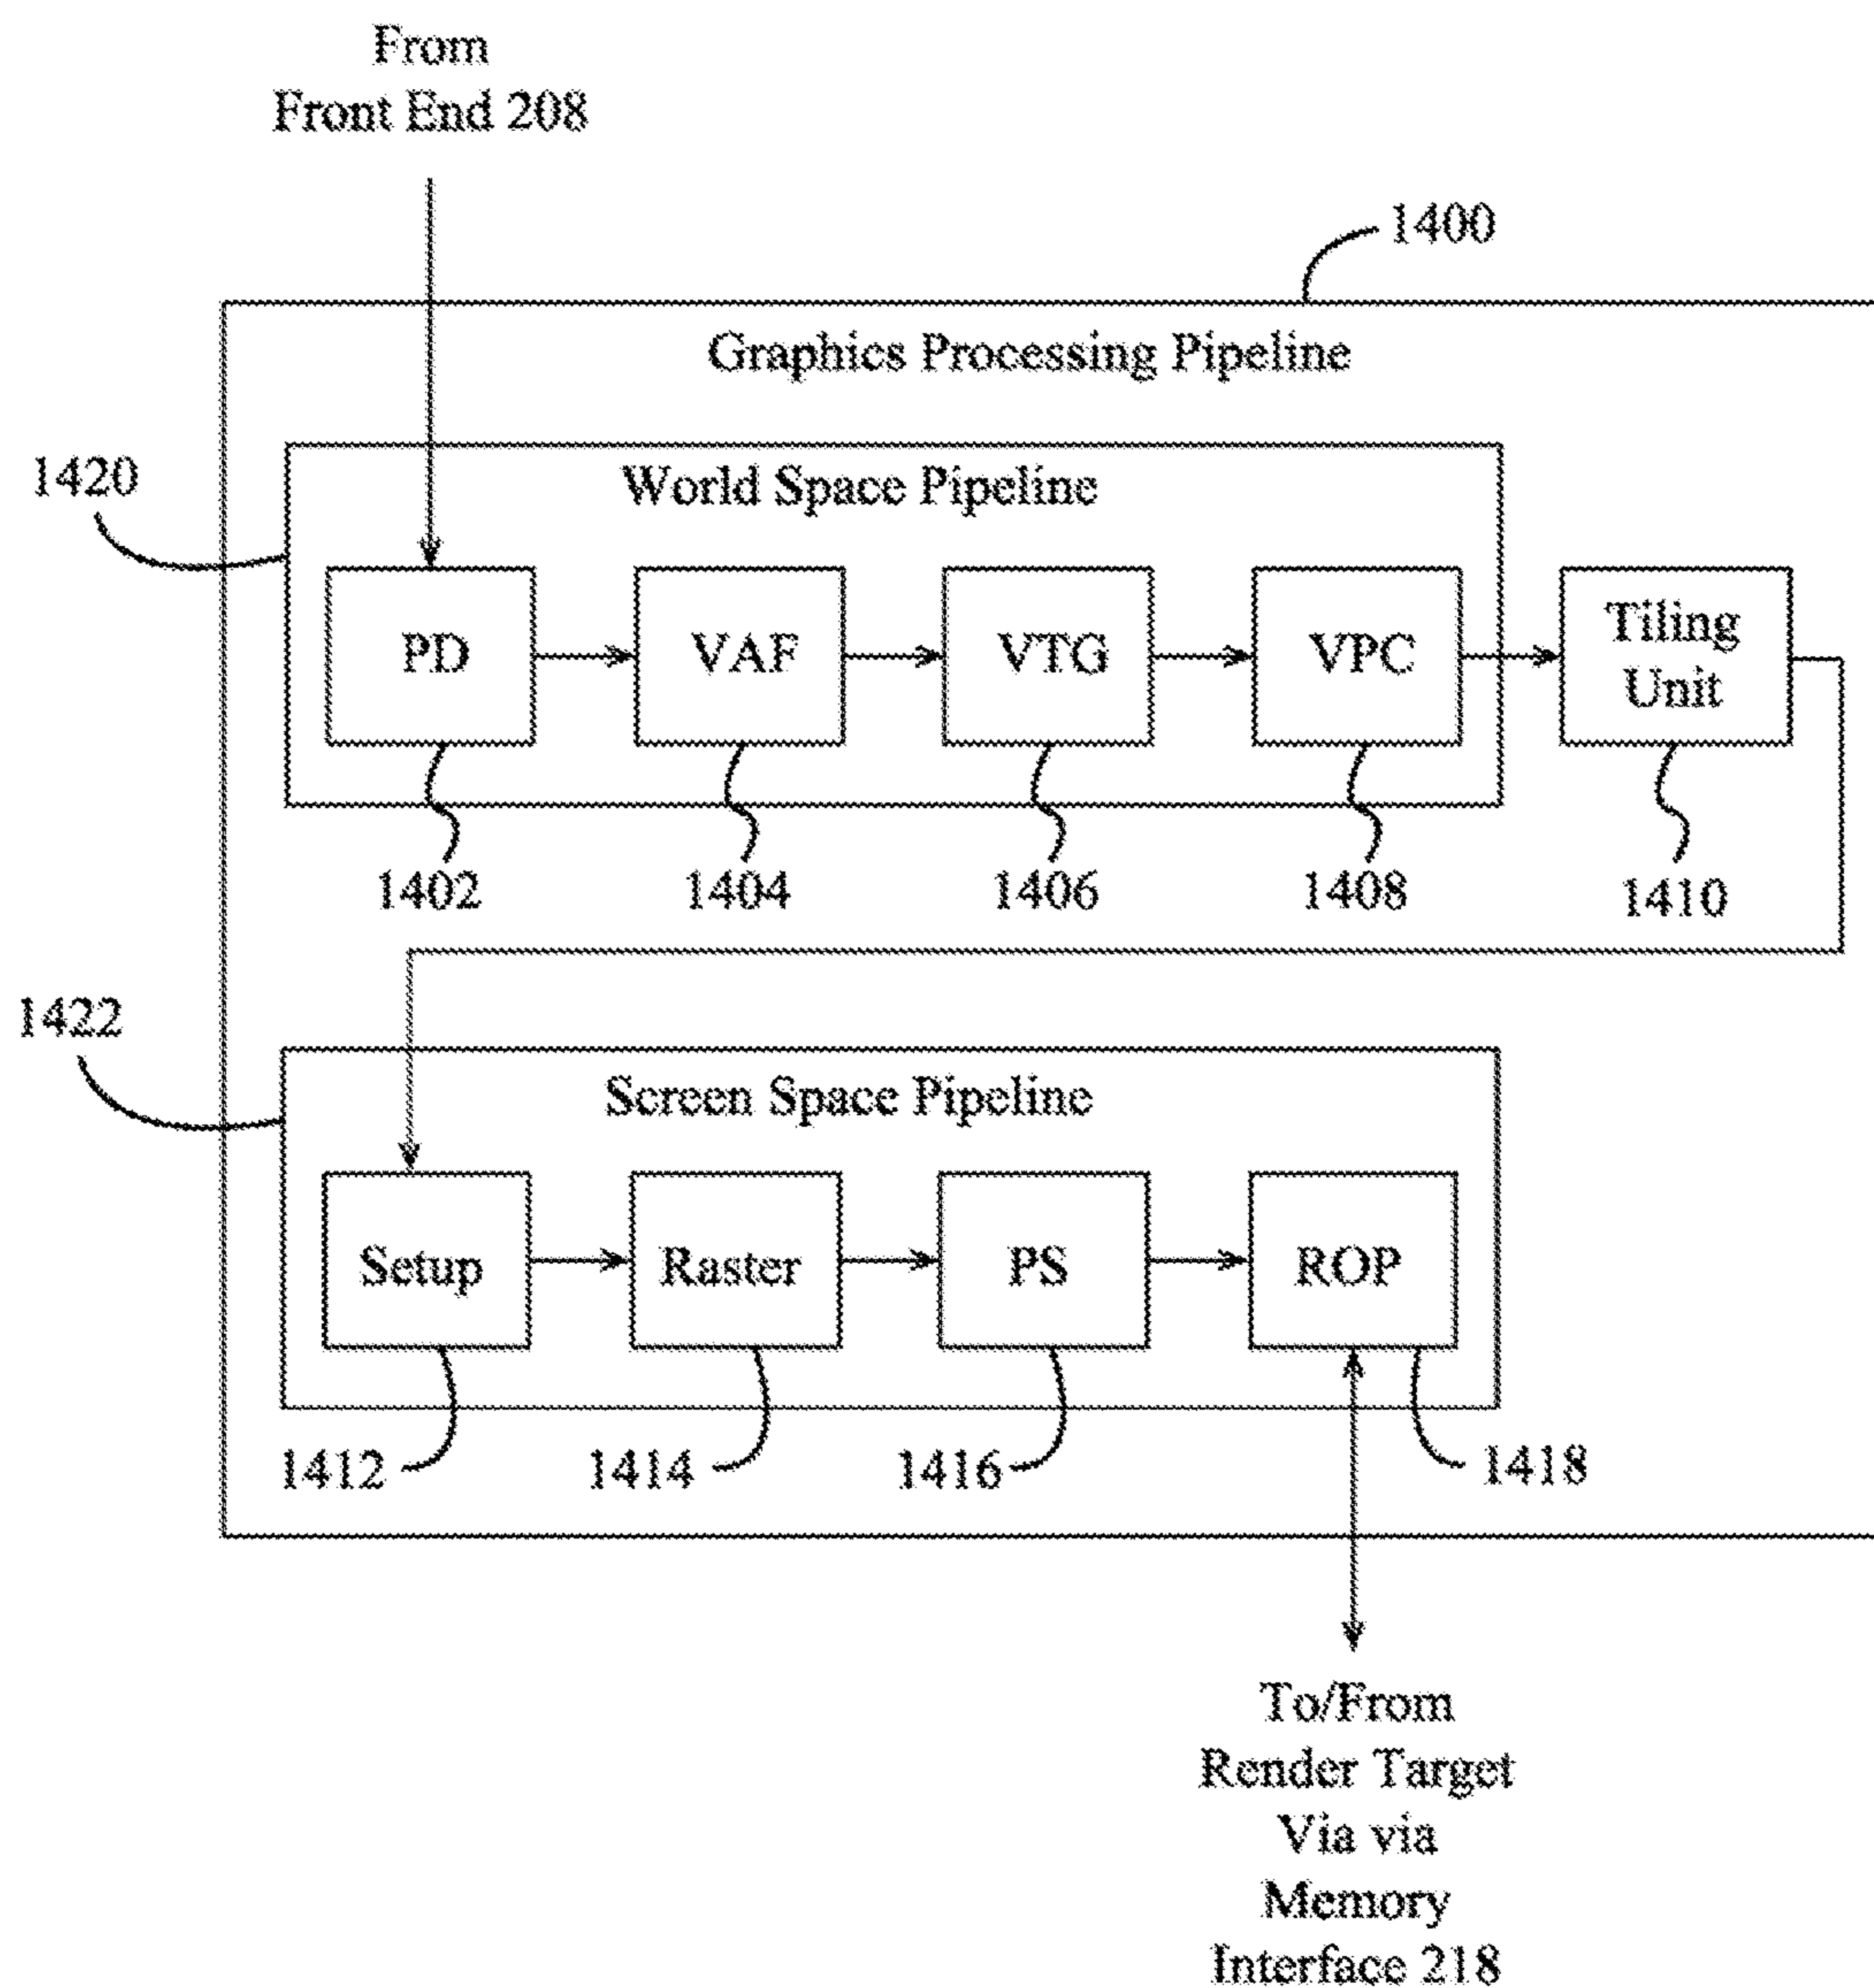 From
Front End 208
1400
Graphics Processing Pipeline
1420
World Space Pipeline
PD
VAF
VTG
VPC
Tiling
Unit
1402
1404
1406
1408
1410
1422
Screen Space Pipeline
Setup
Raster
PS
ROP
1412
1414
1416
1418
To/From
Render Target
Via via
Memory
Interface 218